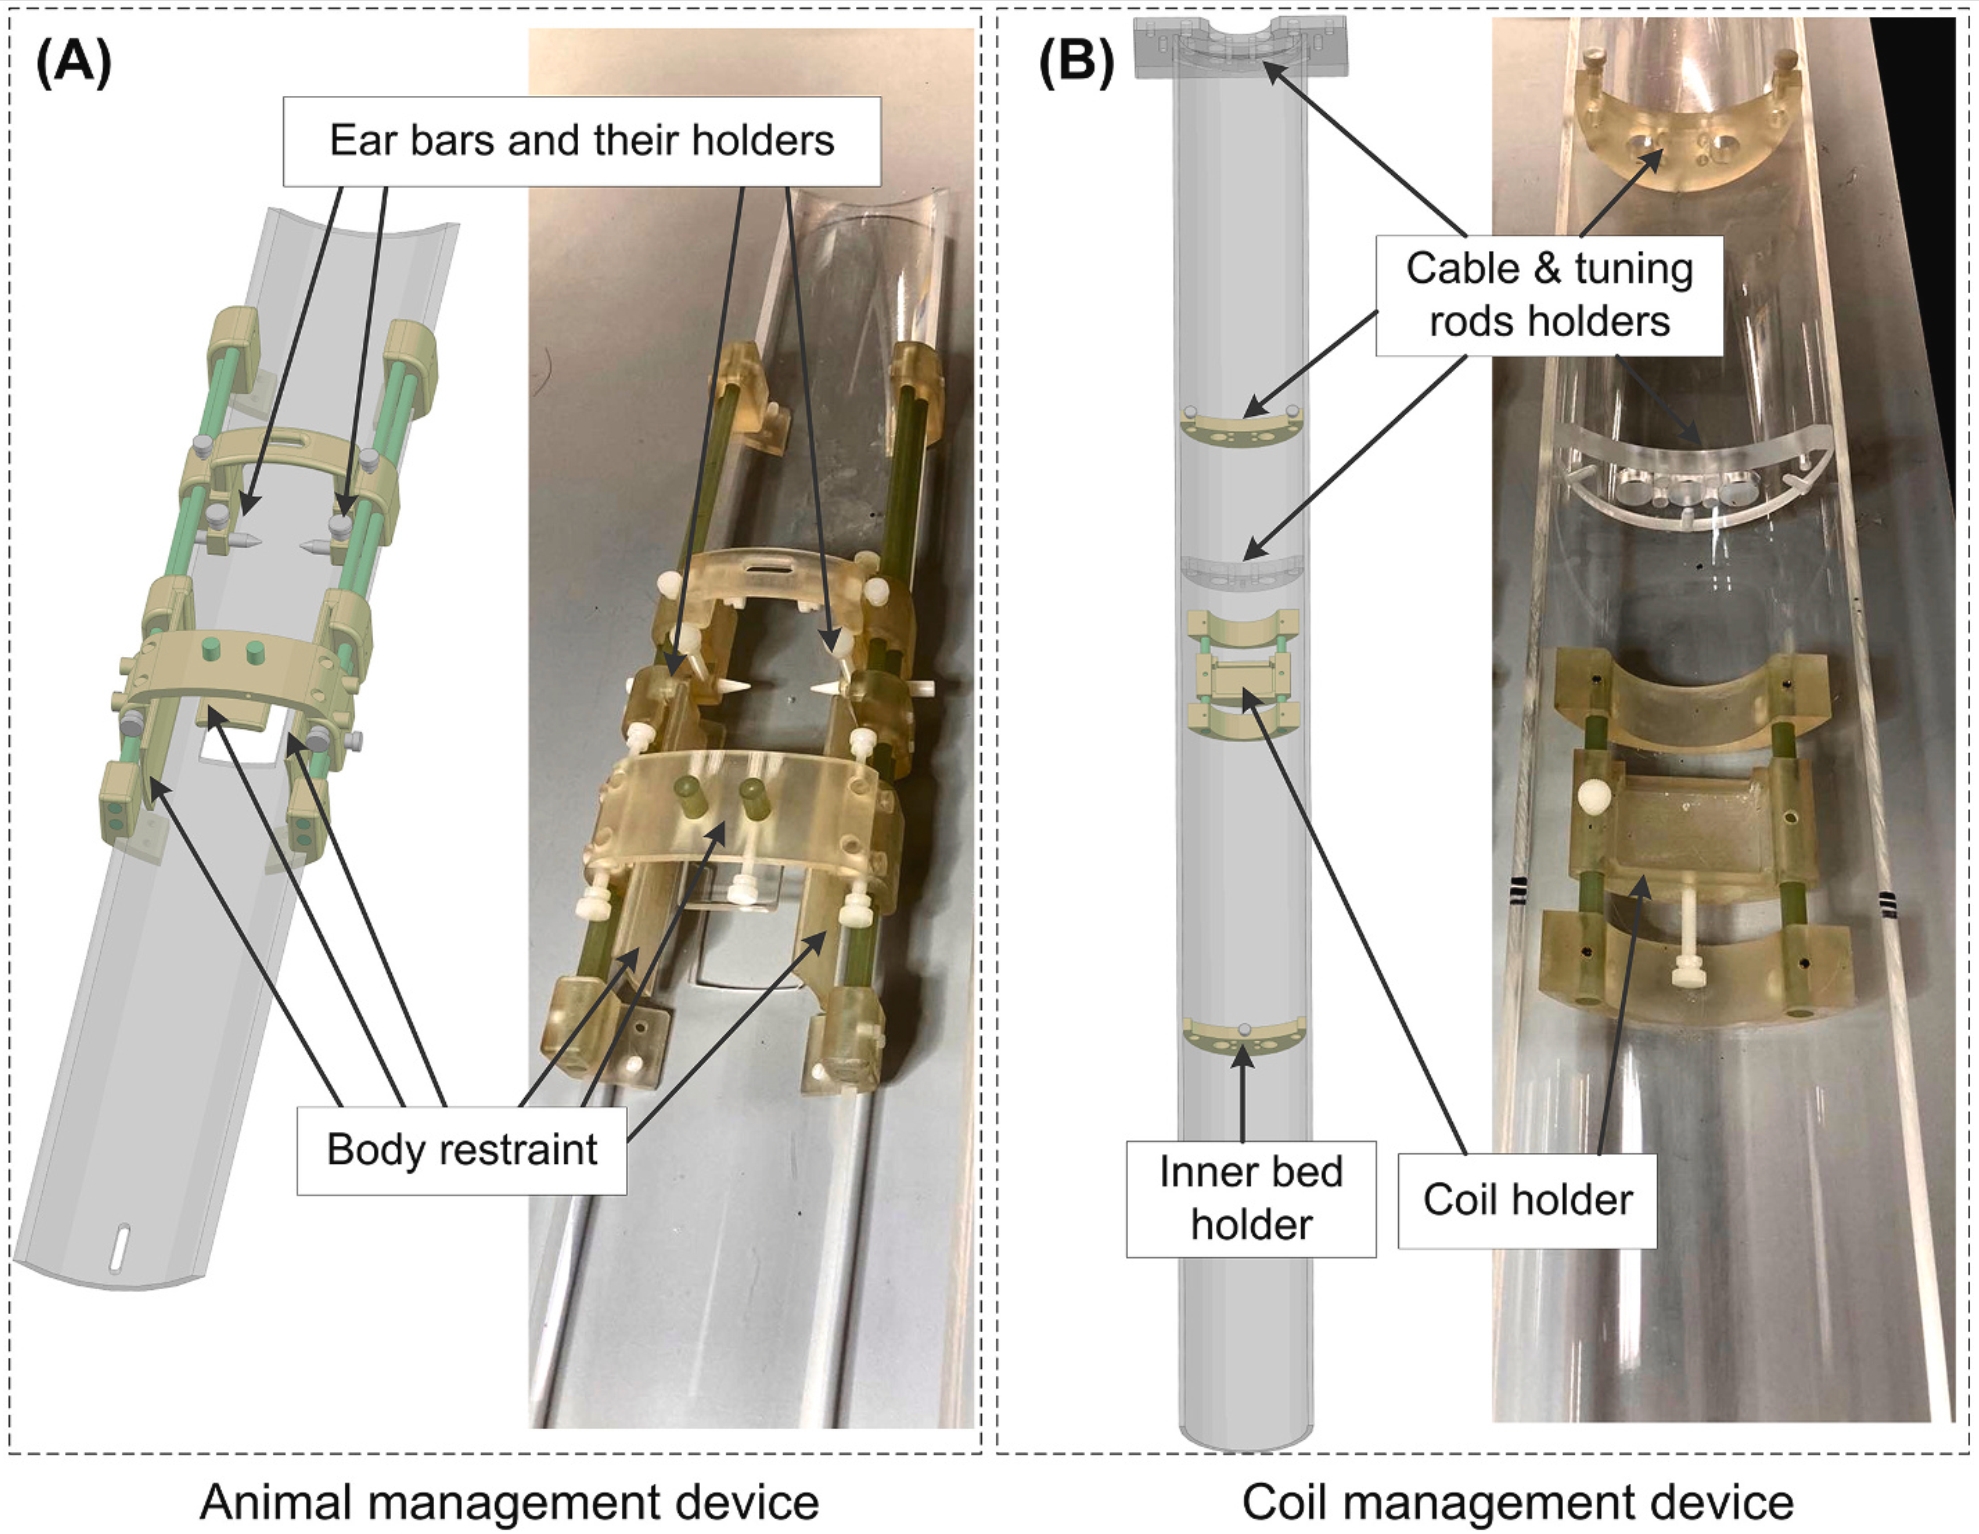 (A)
Ear bars and their holders
Body restraint
Animal management device
(B)
Cable & tuning
rods holders
Inner bed
holder
Coil holder
Coil management device